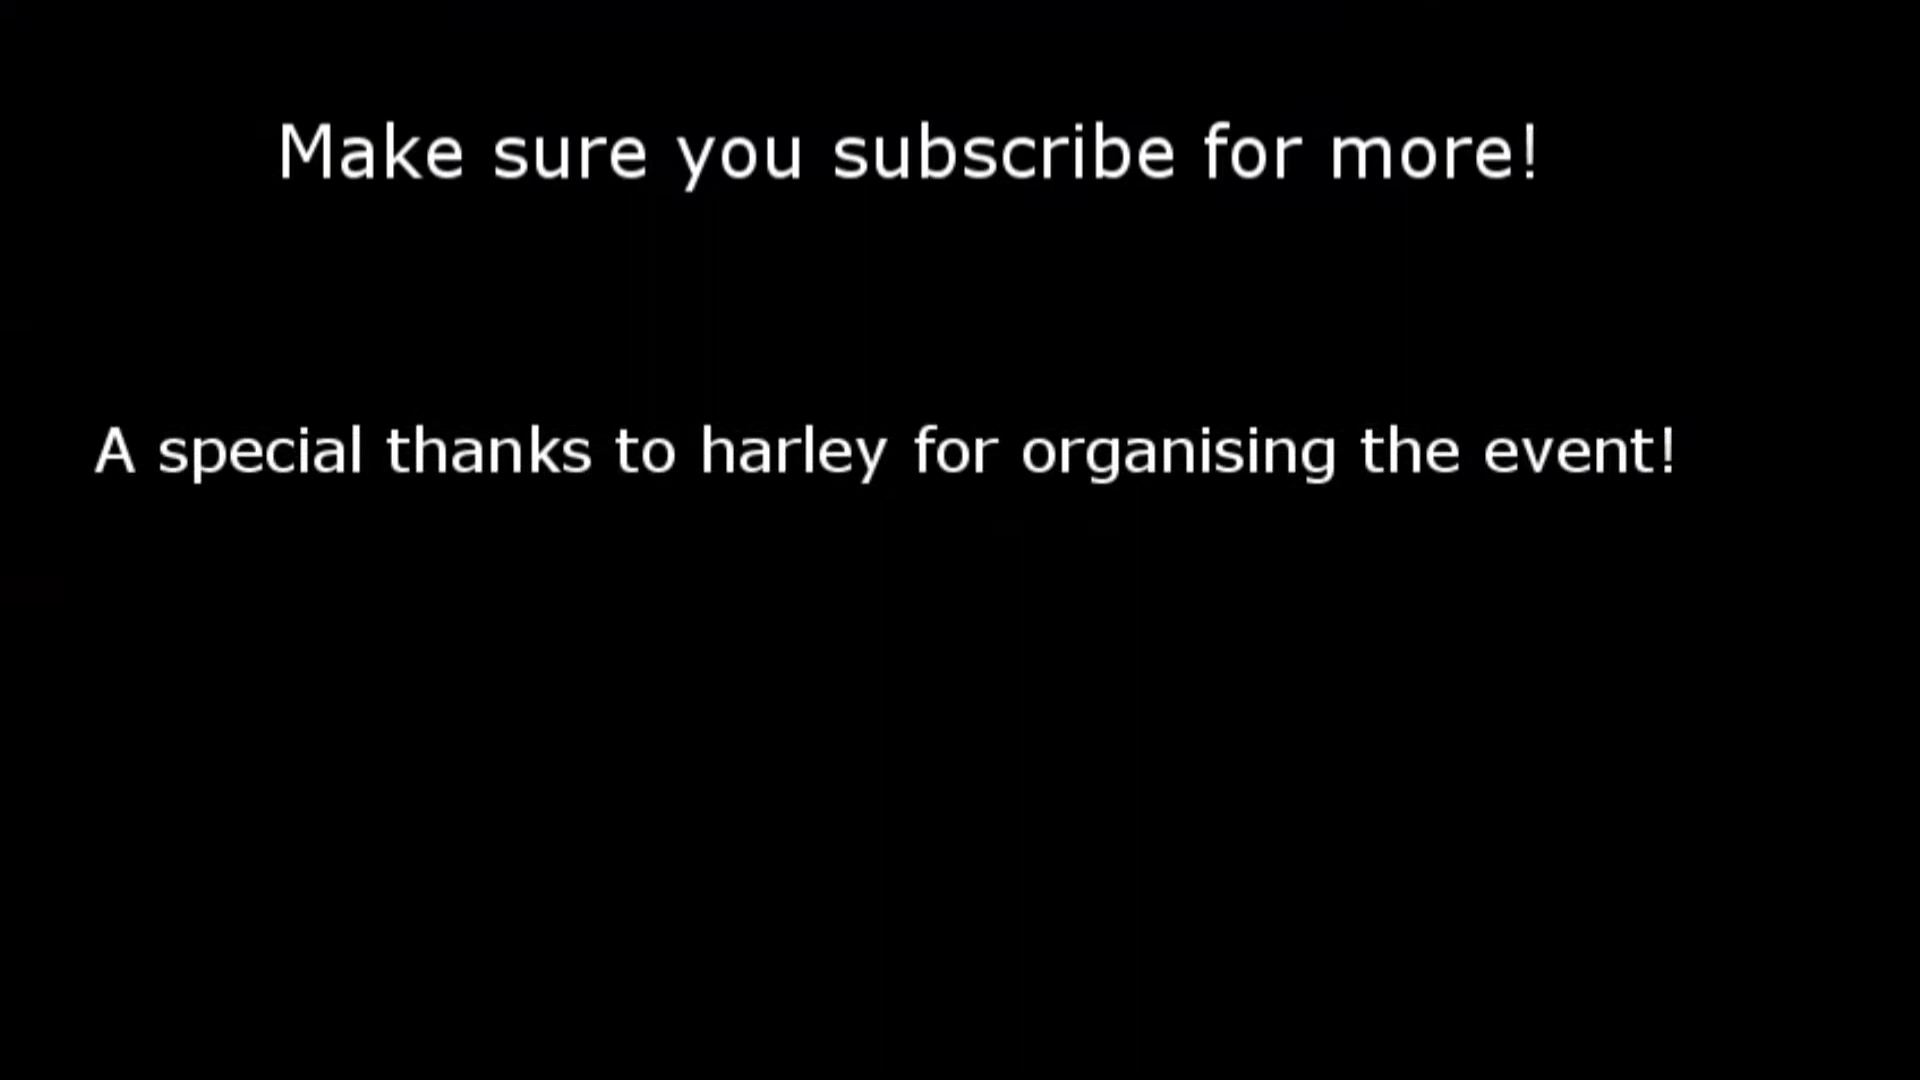 Make sure you subscribe for more!
A special thanks to harley for organising the event!